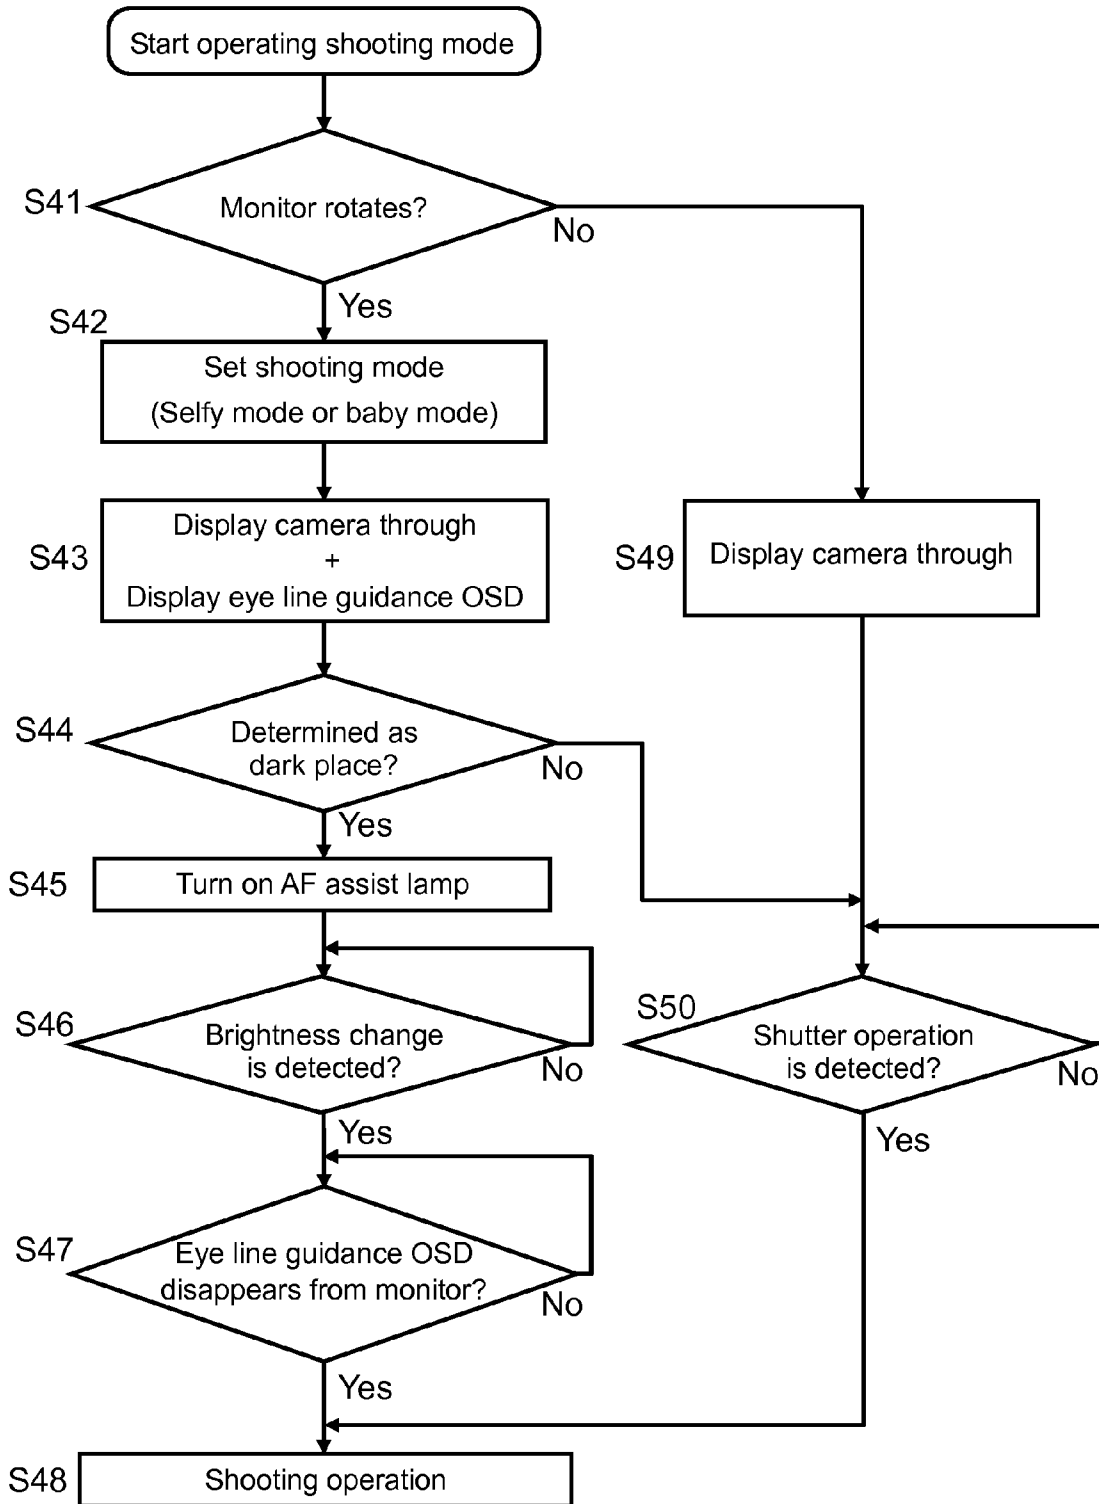 Start operating shooting mode
S41
Monitor rotates?
No
Yes
S42
Set shooting mode
(Selfy mode or baby mode)
S43
Display camera through
+
Display eye line guidance OSD
S49
Display camera through
S44
Determined as
dark place?
No
Yes
S45
Turn on AF assist lamp
S46
Brightness change
is detected?
No
Yes
S50
Shutter operation
is detected?
No
Yes
S47
Eye line guidance OSD
disappears from monitor?
No
Yes
S48
Shooting operation